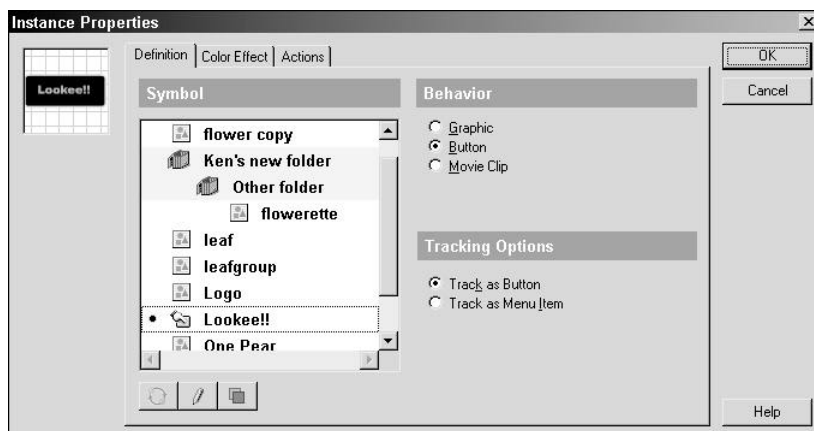 Instance Properties
Lookee!!
Definition
Color Effect
Actions
Symbol
flower copy
Ken's new folder
Other folder
flowerette
leaf
leafgroup
Logo
Lookee!!
One Pear
Behavior
Graphic
Button
Movie Clip
Tracking Options
Track as Button
Track as Menu Item
OK
Cancel
Help